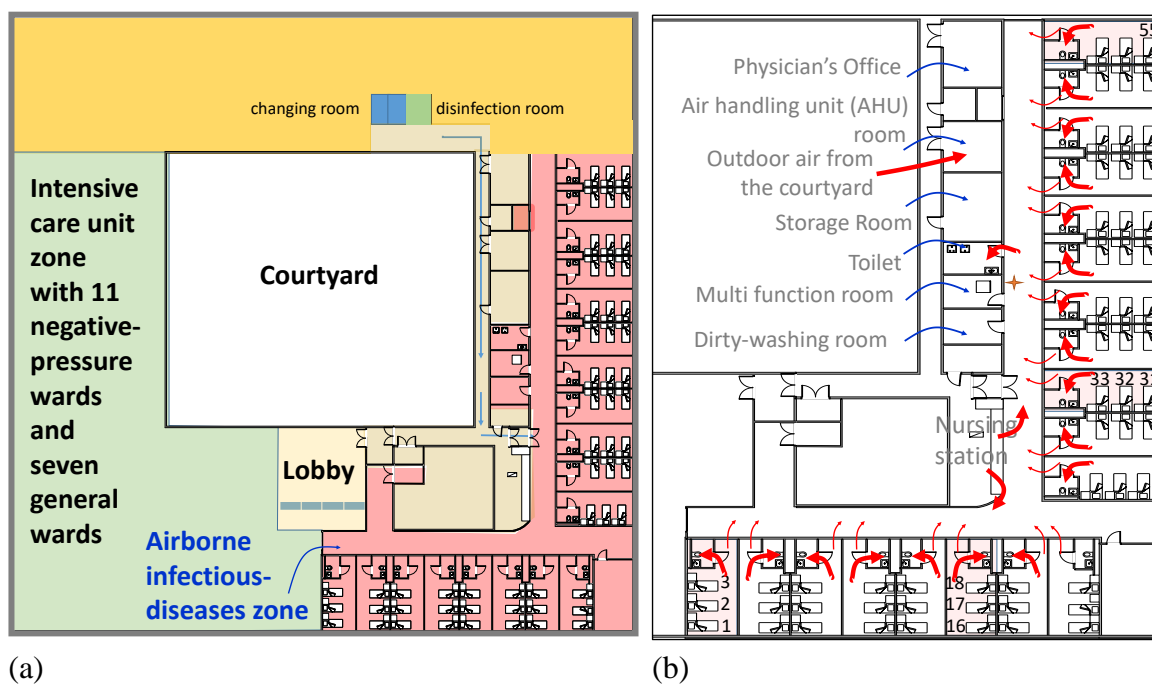 changing room
disinfection room
Intensive
care unit
zone
with 11
negative-
pressure
wards
and
seven
general
wards
Courtyard
Lobby
Airborne
infectious-
diseases zone
(a)
Physician's Office
Air handling unit (AHU)
room
Outdoor air from
the courtyard
Storage Room
Toilet
Multi function room
Dirty-washing room
Nursing
station
55
33 32 31
3
2
1
18
17
16
(b)